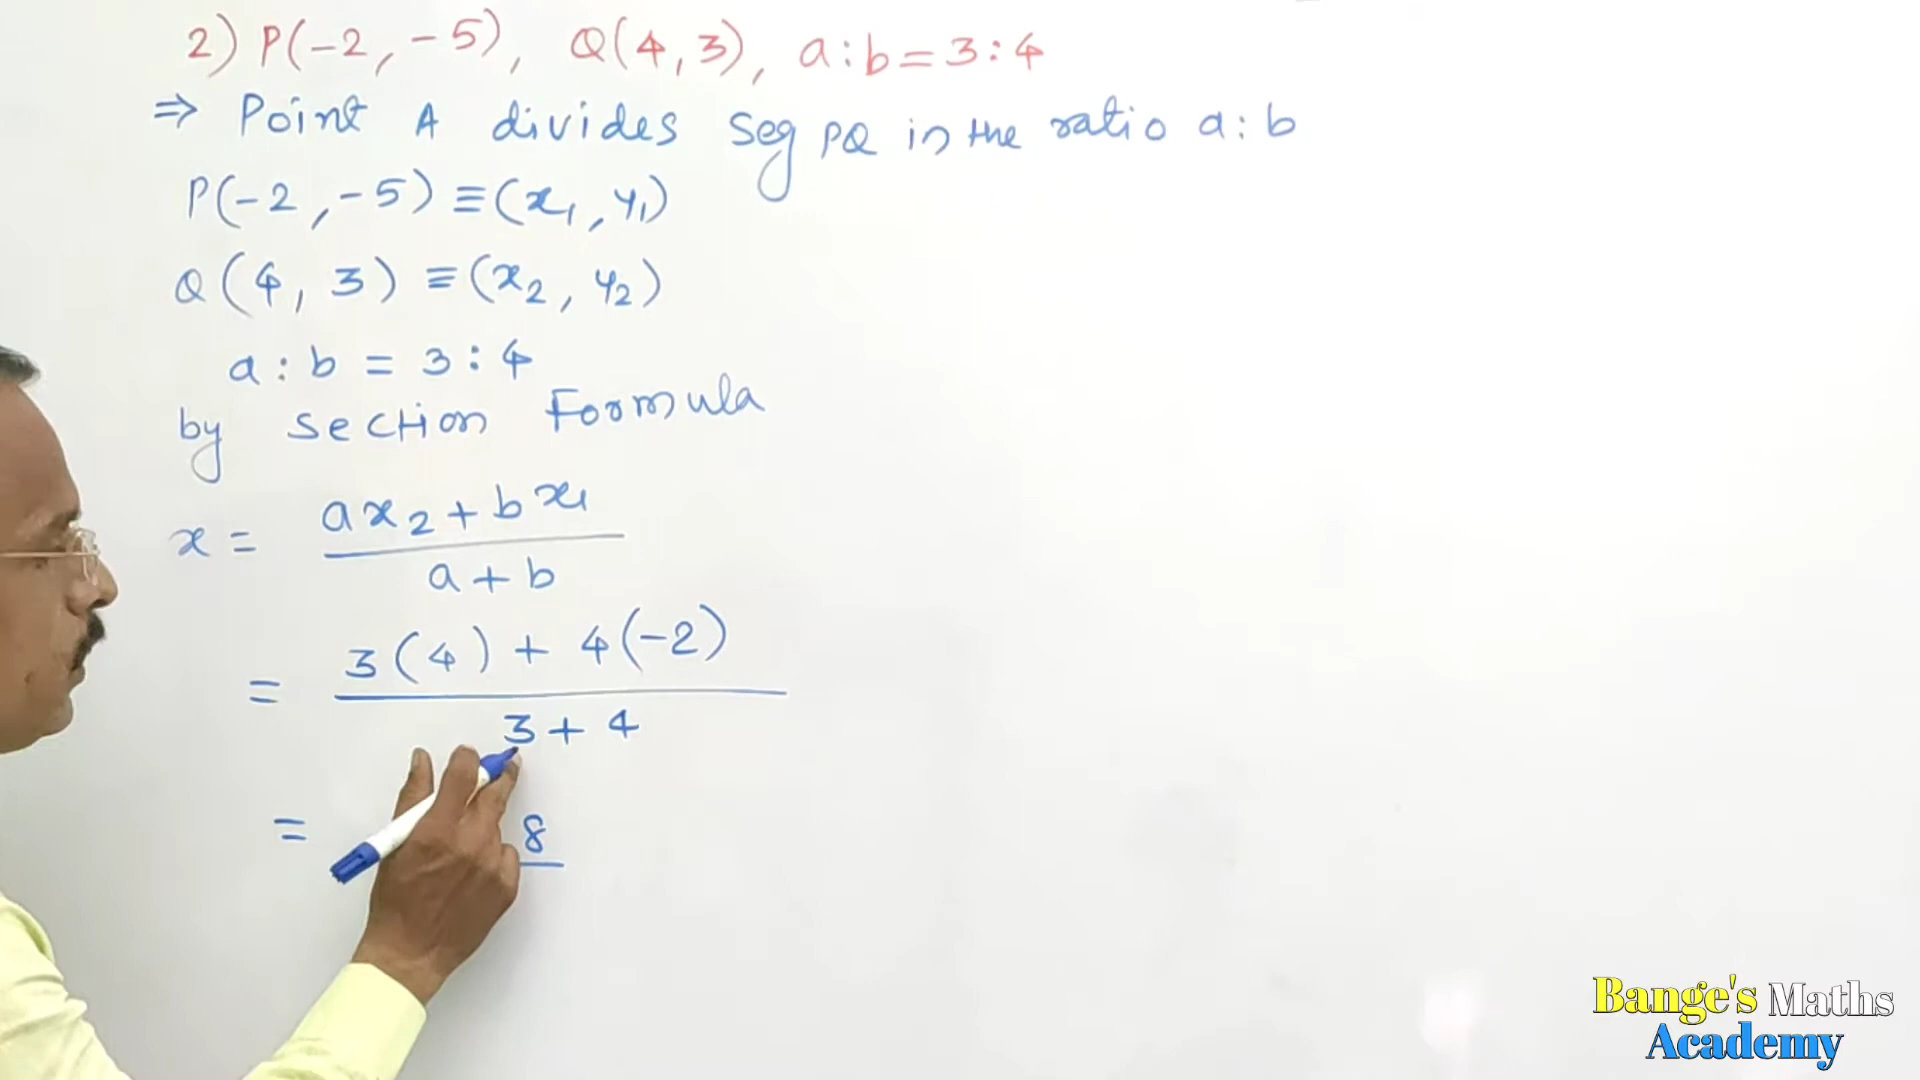 2) P(-2, -5), Q(4,3), a:b=3:4
⇒ Point A divides seg PQ in the ratio a:b
P(-2, -5) ≡ (x₁, y₁)
Q(4, 3) ≡ (x₂, y₂)
a : b = 3 : 4
by section Formula
x = ax₂ + bx₁
a + b
= 3(4) + 4(-2)
3 + 4
= 8
Bange's Maths
Academy